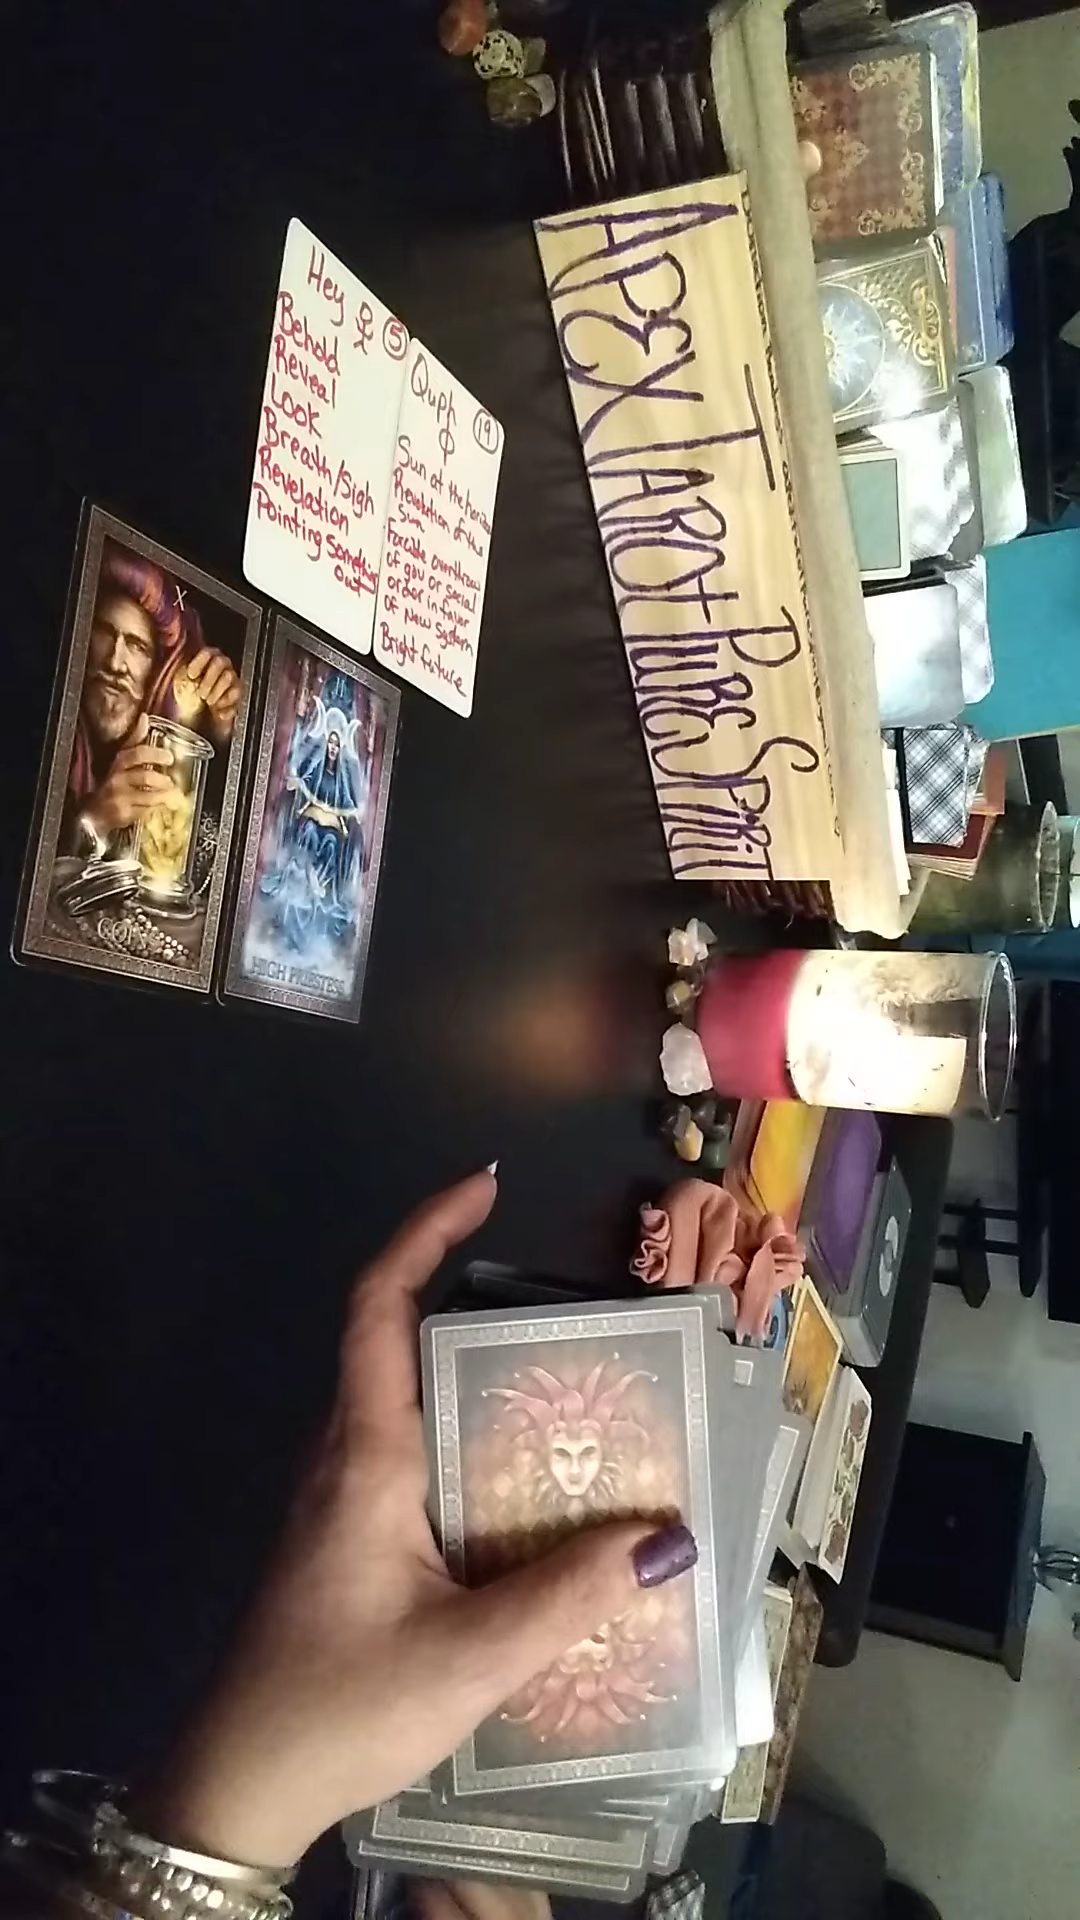 APEX TAROT PURE SPIRIT
Hey 5
Behold
Reveal
Look
Breath/Sigh
Revelation
Pointing something
out
Quph 19
Sun at the horizon
Revolution of the
Sun
Forcible overthrow
of gov or social
order in favor
of new system
Bright future
X
COINS
HIGH PRIESTESS